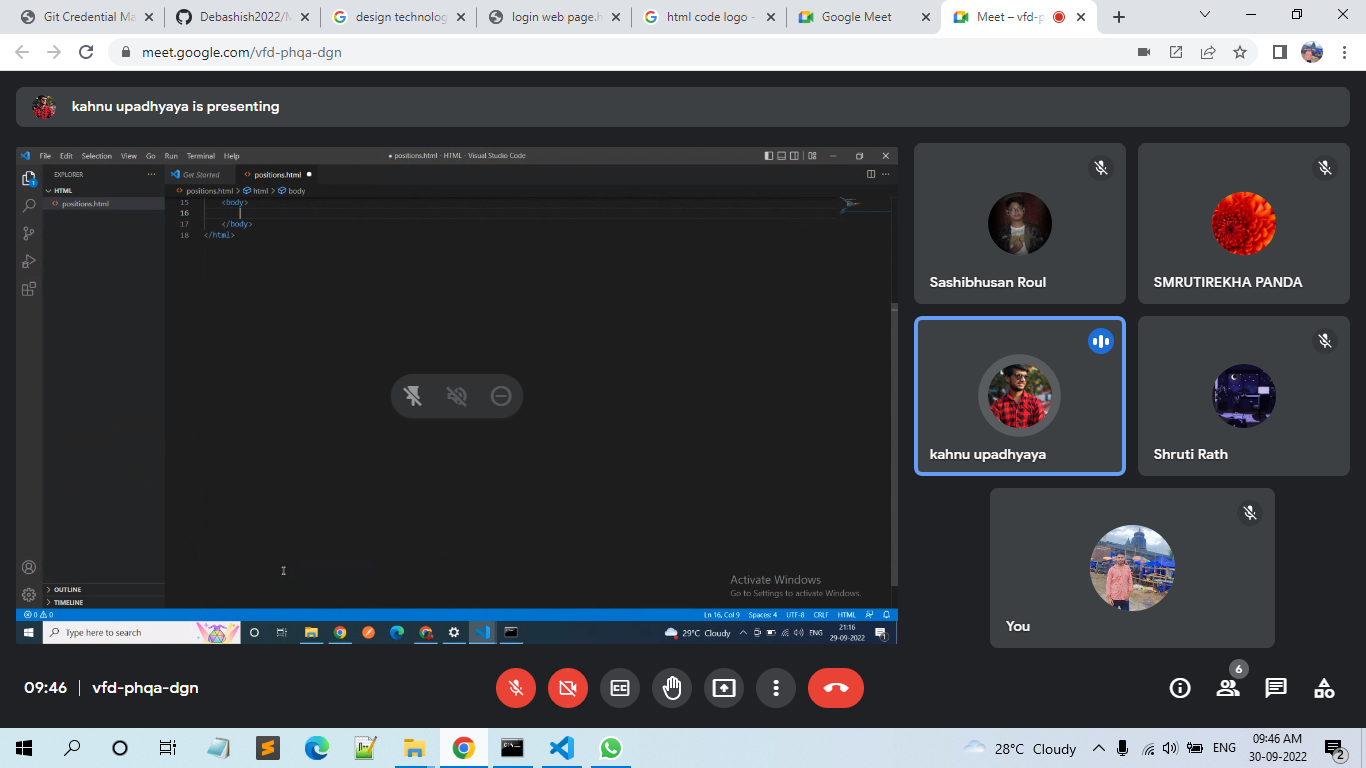 Git Credential Ma
Debashish2022/M
design technolog
login web page.h
html code logo -
Google Meet
Meet – vfd-p
meet.google.com/vfd-phqa-dgn
kahnu upadhyaya is presenting
File Edit Selection View Go Run Terminal Help
● positions.html - HTML - Visual Studio Code
EXPLORER
Get Started
positions.html
HTML
positions.html > html > body
positions.html
15 <body>
16
17 </body>
18 </html>
OUTLINE
TIMELINE
Activate Windows
Go to Settings to activate Windows.
0 0
Ln 16, Col 9 Spaces: 4 UTF-8 CRLF HTML
1
Type here to search
29°C Cloudy
ENG
21:16
29-09-2022
1
Sashibhusan Roul
SMRUTIREKHA PANDA
kahnu upadhyaya
Shruti Rath
You
09:46 | vfd-phqa-dgn
6
28°C Cloudy
ENG
09:46 AM
30-09-2022
2